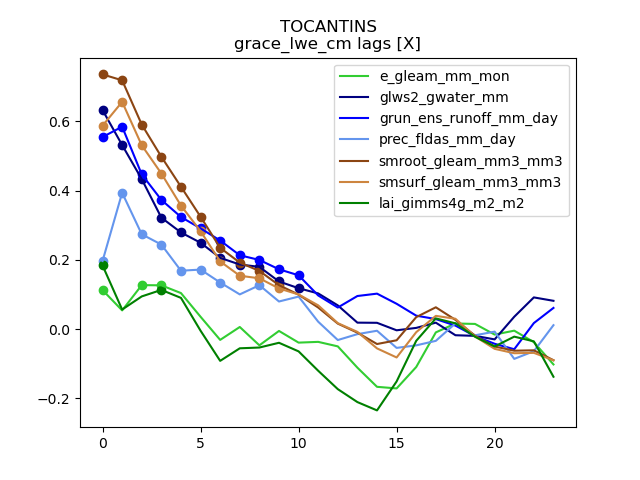 TOCANTINS
grace_lwe_cm lags [X]
e_gleam_mm_mon
glws2_gwater_mm
grun_ens_runoff_mm_day
prec_fldas_mm_day
smroot_gleam_mm3_mm3
smsurf_gleam_mm3_mm3
lai_gimms4g_m2_m2
0.6
0.4
0.2
0.0
−0.2
0 5 10 15 20